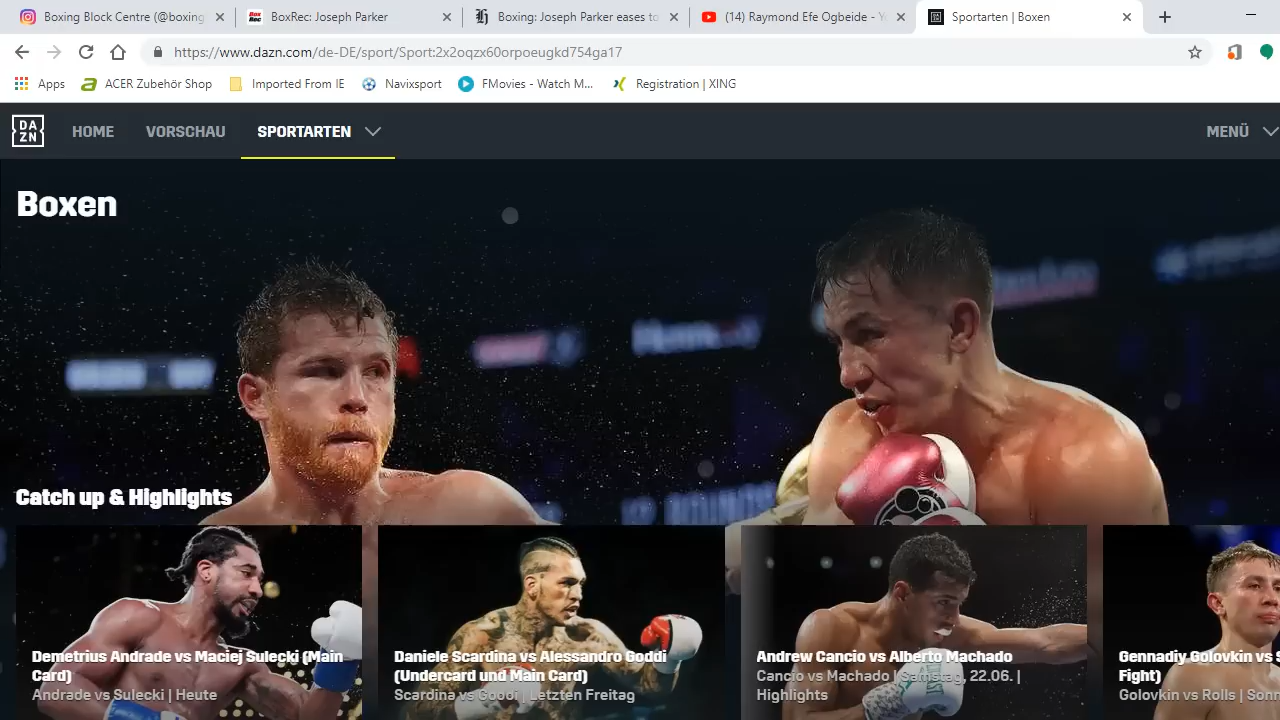 Boxing Block Centre (@boxing
BoxRec: Joseph Parker
Boxing: Joseph Parker eases to
(14) Raymond Efe Ogbeide - Y
Sportarten | Boxen
https://www.dazn.com/de-DE/sport/Sport:2x2oqzx60orpoeugkd754ga17
Apps
ACER Zubehör Shop
Imported From IE
Navixsport
FMovies - Watch M...
Registration | XING
DAZN
HOME
VORSCHAU
SPORTARTEN
MENÜ
Boxen
Catch up & Highlights
Demetrius Andrade vs Maciej Sulecki (Main
Card)
Andrade vs Sulecki | Heute
Daniele Scardina vs Alessandro Goddi
(Undercard und Main Card)
Scardina vs Goddi | Letzten Freitag
Andrew Cancio vs Alberto Machado
Cancio vs Machado | Samstag, 22.06. |
Highlights
Gennadiy Golovkin vs S
Fight)
Golovkin vs Rolls | Sonn